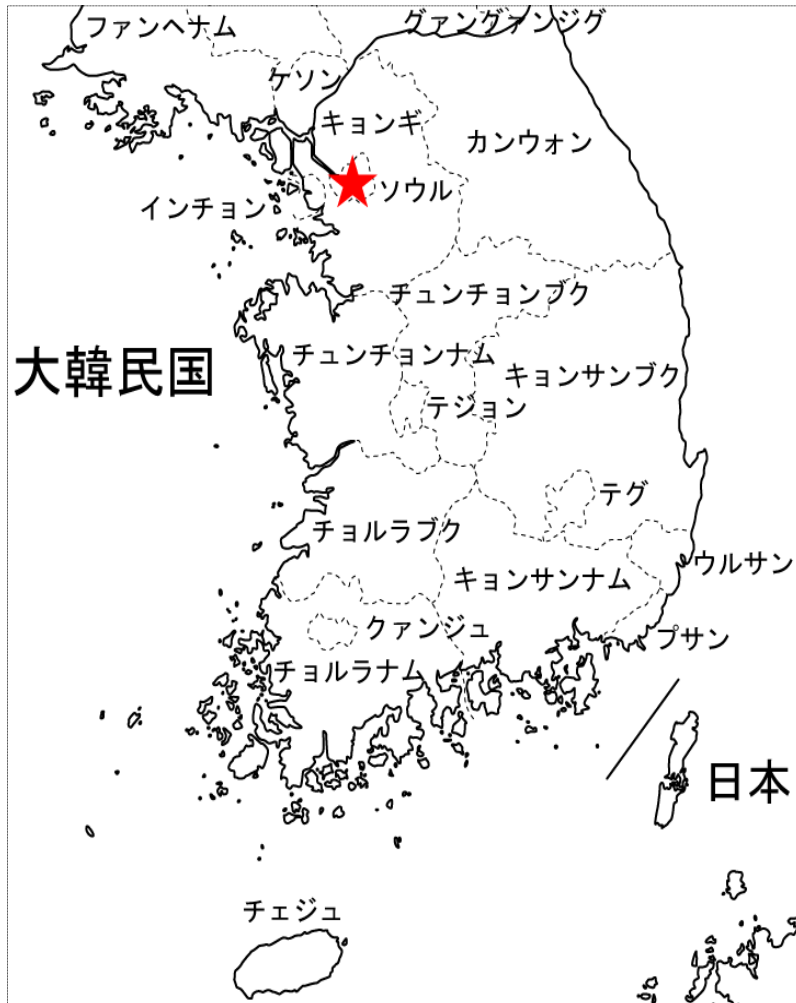 ファンヘナム
グァングァンジグ
ケソン
キョンギ
カンウォン
ソウル
インチョン
チュンチョンブク
大韓民国
チュンチョンナム
キョンサンブク
テジョン
テグ
チョルラブク
ウルサン
キョンサンナム
クァンジュ
プサン
チョルラナム
日本
チェジュ